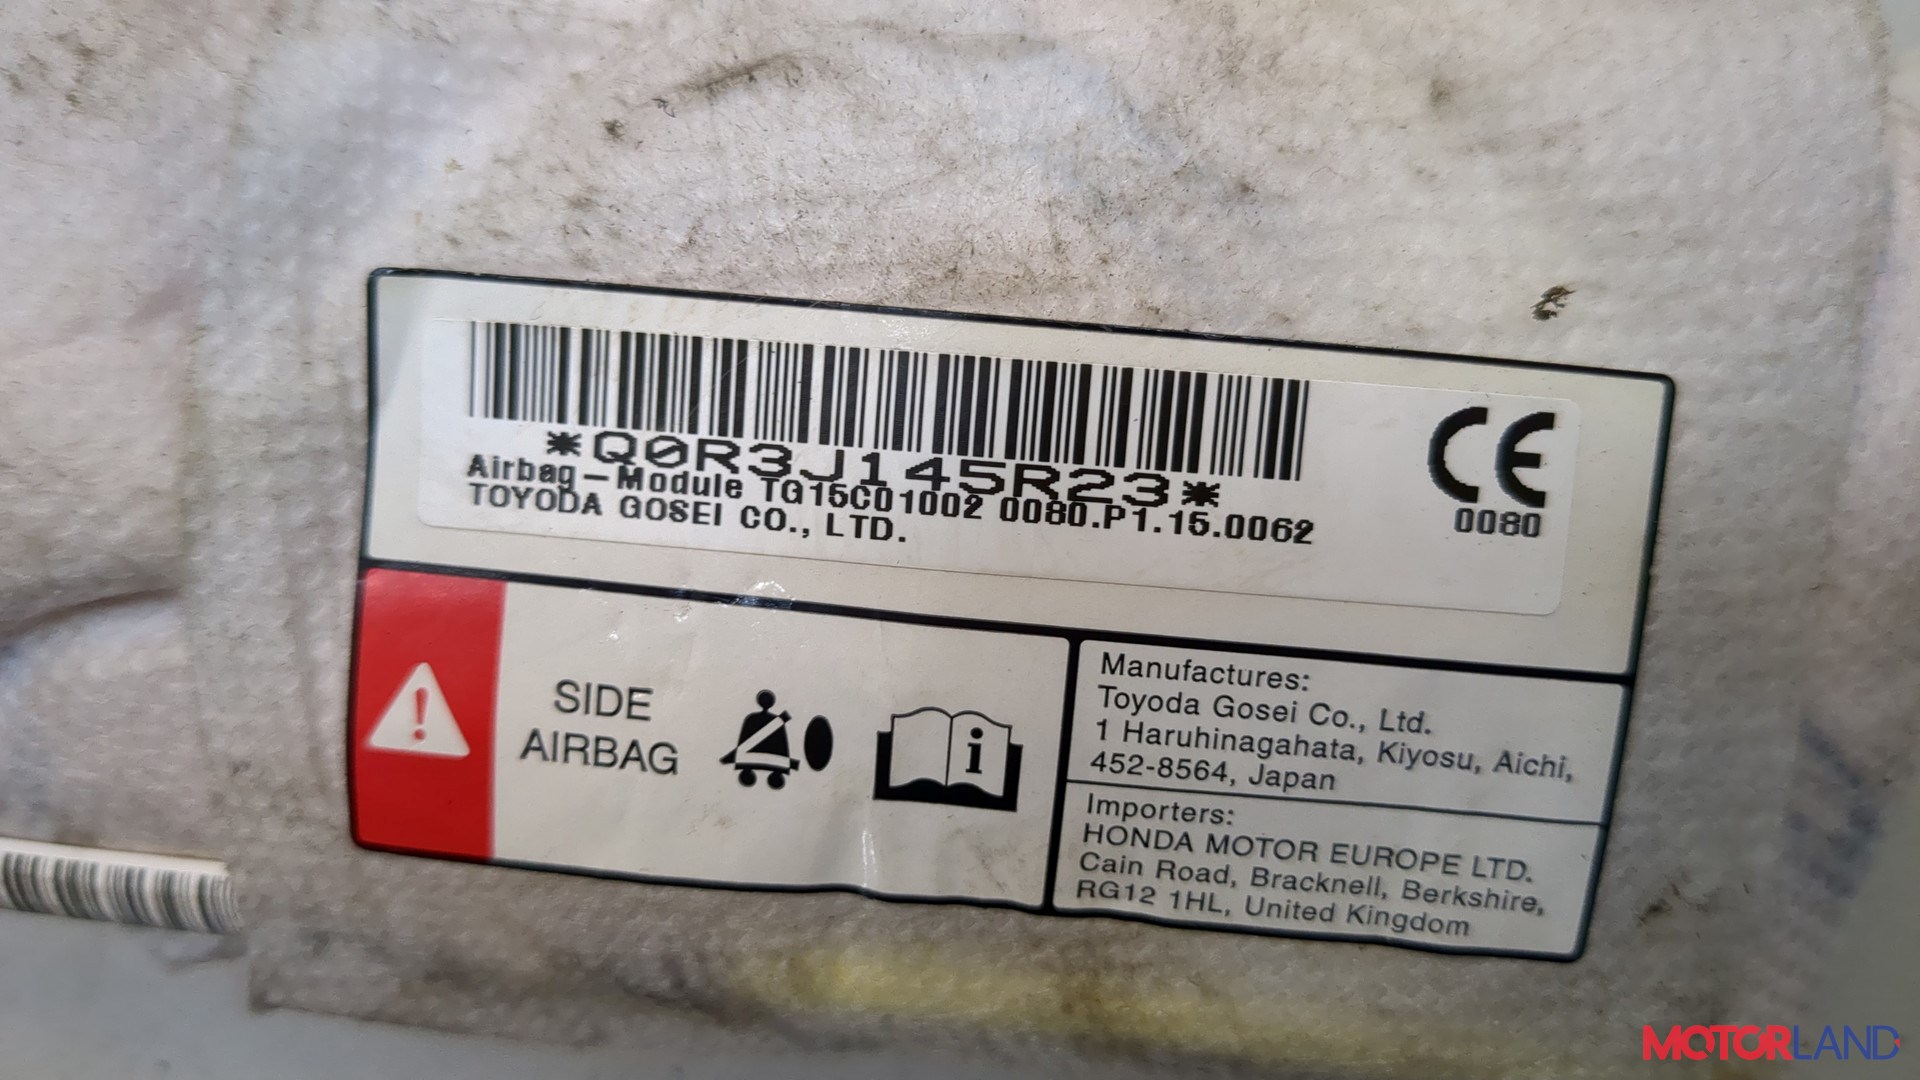 *Q0R3J145R23*
Airbag-Module TG15C01002 0080.P1.15.0062
TOYODA GOSEI CO., LTD.
CE
0080
SIDE
AIRBAG
Manufactures:
Toyoda Gosei Co., Ltd.
1 Haruhinagahata, Kiyosu, Aichi,
452-8564, Japan
Importers:
HONDA MOTOR EUROPE LTD.
Cain Road, Bracknell, Berkshire,
RG12 1HL, United Kingdom
MOTORLAND